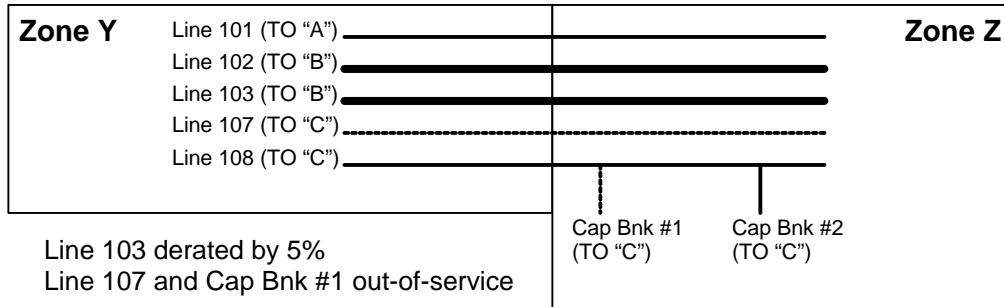 Zone Y
Zone Z
Line 101 (TO “A”)
Line 102 (TO “B”)
Line 103 (TO “B”)
Line 107 (TO “C”)
Line 108 (TO “C”)
Cap Bnk #1
(TO “C”)
Cap Bnk #2
(TO “C”)
Line 103 derated by 5%
Line 107 and Cap Bnk #1 out-of-service